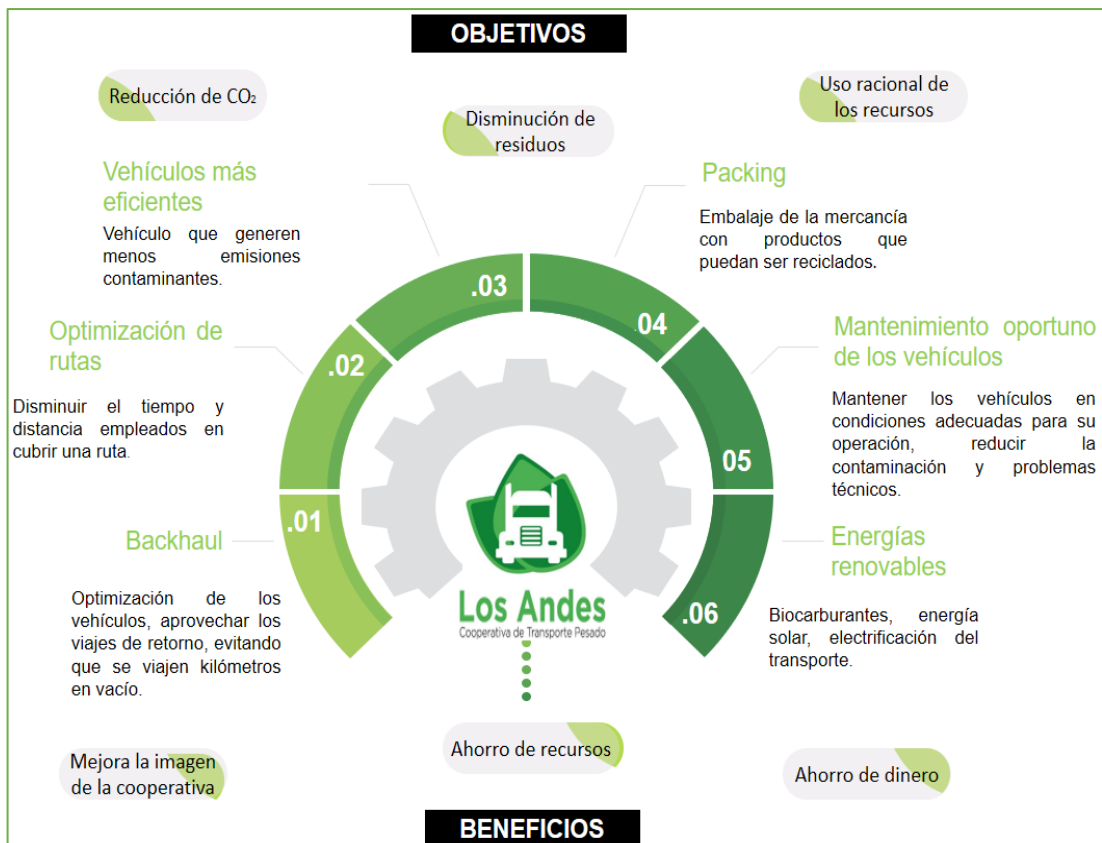 OBJETIVOS
Reducción de CO₂
Disminución de
residuos
Uso racional de
los recursos
Vehículos más
eficientes
Vehículo que generen
menos emisiones
contaminantes.
Packing
Embalaje de la mercancía
con productos que
puedan ser reciclados.
.03
.04
Optimización de
rutas
Disminuir el tiempo y
distancia empleados en
cubrir una ruta.
.02
Mantenimiento oportuno
de los vehículos
Mantener los vehículos en
condiciones adecuadas para su
operación, reducir la
contaminación y problemas
técnicos.
05
.01
Backhaul
Optimización de los
vehículos, aprovechar los
viajes de retorno, evitando
que se viajen kilómetros
en vacío.
Los Andes
Cooperativa de Transporte Pesado
Energías
renovables
.06
Biocarburantes, energía
solar, electrificación del
transporte.
Mejora la imagen
de la cooperativa
Ahorro de recursos
Ahorro de dinero
BENEFICIOS